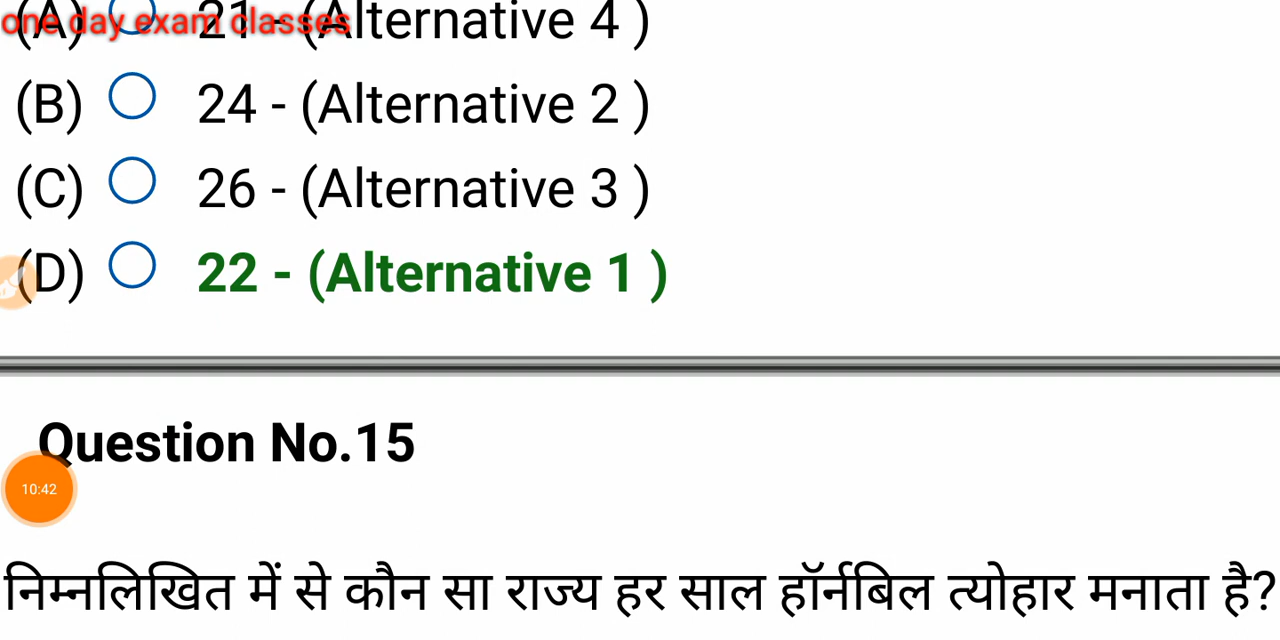 one day exam classes
(A) 21 - (Alternative 4 )
(B) 24 - (Alternative 2 )
(C) 26 - (Alternative 3 )
(D) 22 - (Alternative 1 )
Question No.15
10:42
निम्नलिखित में से कौन सा राज्य हर साल हॉर्नबिल त्योहार मनाता है?